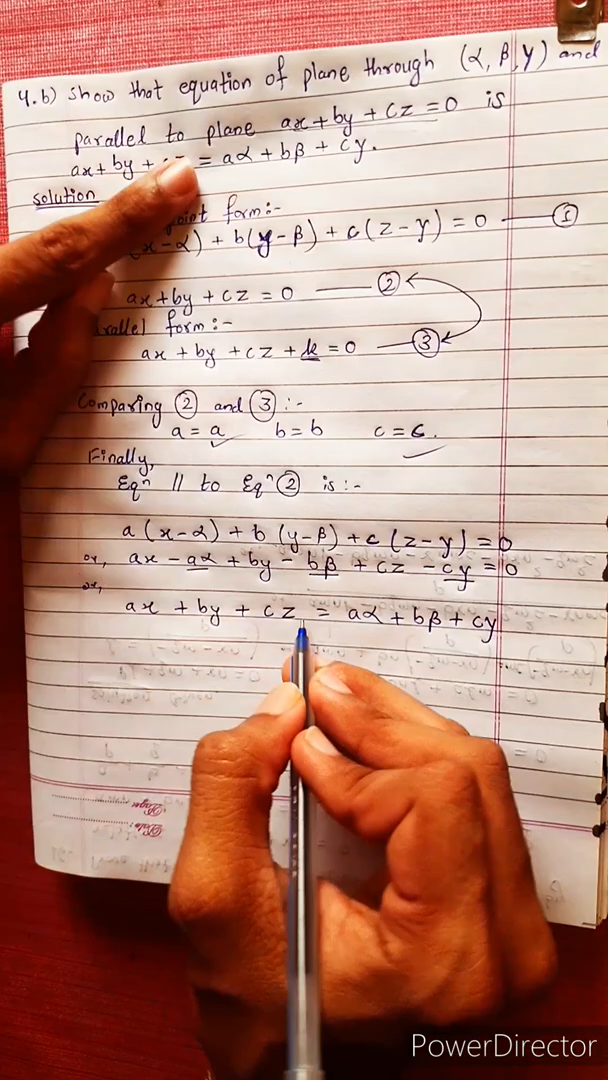 4.b) Show that equation of plane through (α, β, γ) and
parallel to plane ax+by+cz=0 is
ax+by+cz = aα+bβ+cγ.
solution
point form:-
(x-α) + b(y-β) + c(z-γ) = 0 ① 
ax+by+cz=0 ②
form:-
ax+by+cz+k=0 ③
Comparing ② and ③ :-
a=a b=b c=c.
Finally,
Eqn // to Eqn ② is :-
a(x-α)+b(y-β)+c(z-γ)=0
or, ax-aα+by-bβ+cz-cγ=0
or,
ax+by+cz = aα+bβ+cγ
PowerDirector